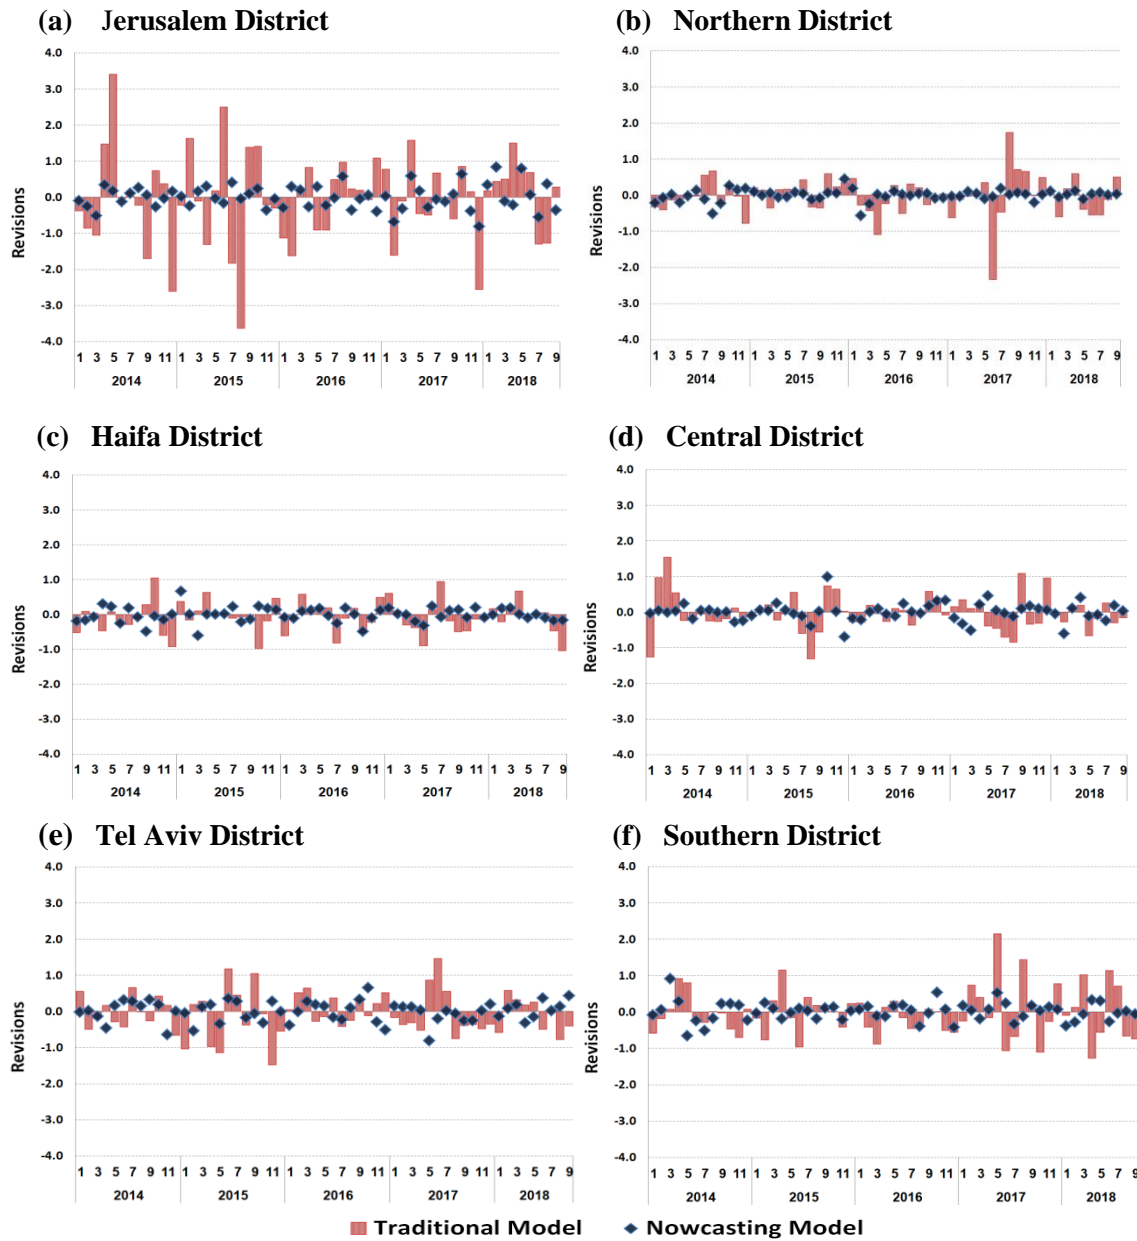 (a) Jerusalem District
(b) Northern District
4.0
3.0
2.0
1.0
0.0
-1.0
-2.0
-3.0
-4.0
Revisions
1 3 5 7 9 11 1 3 5 7 9 11 1 3 5 7 9 11 1 3 5 7 9 11 1 3 5 7 9
2014 2015 2016 2017 2018
4.0
3.0
2.0
1.0
0.0
-1.0
-2.0
-3.0
-4.0
Revisions
1 3 5 7 9 11 1 3 5 7 9 11 1 3 5 7 9 11 1 3 5 7 9 11 1 3 5 7 9
2014 2015 2016 2017 2018
(c) Haifa District
(d) Central District
4.0
3.0
2.0
1.0
0.0
-1.0
-2.0
-3.0
-4.0
Revisions
1 3 5 7 9 11 1 3 5 7 9 11 1 3 5 7 9 11 1 3 5 7 9 11 1 3 5 7 9
2014 2015 2016 2017 2018
4.0
3.0
2.0
1.0
0.0
-1.0
-2.0
-3.0
-4.0
Revisions
1 3 5 7 9 11 1 3 5 7 9 11 1 3 5 7 9 11 1 3 5 7 9 11 1 3 5 7 9
2014 2015 2016 2017 2018
(e) Tel Aviv District
(f) Southern District
4.0
3.0
2.0
1.0
0.0
-1.0
-2.0
-3.0
-4.0
Revisions
1 3 5 7 9 11 1 3 5 7 9 11 1 3 5 7 9 11 1 3 5 7 9 11 1 3 5 7 9
2014 2015 2016 2017 2018
4.0
3.0
2.0
1.0
0.0
-1.0
-2.0
-3.0
-4.0
Revisions
1 3 5 7 9 11 1 3 5 7 9 11 1 3 5 7 9 11 1 3 5 7 9 11 1 3 5 7 9
2014 2015 2016 2017 2018
Traditional Model Nowcasting Model